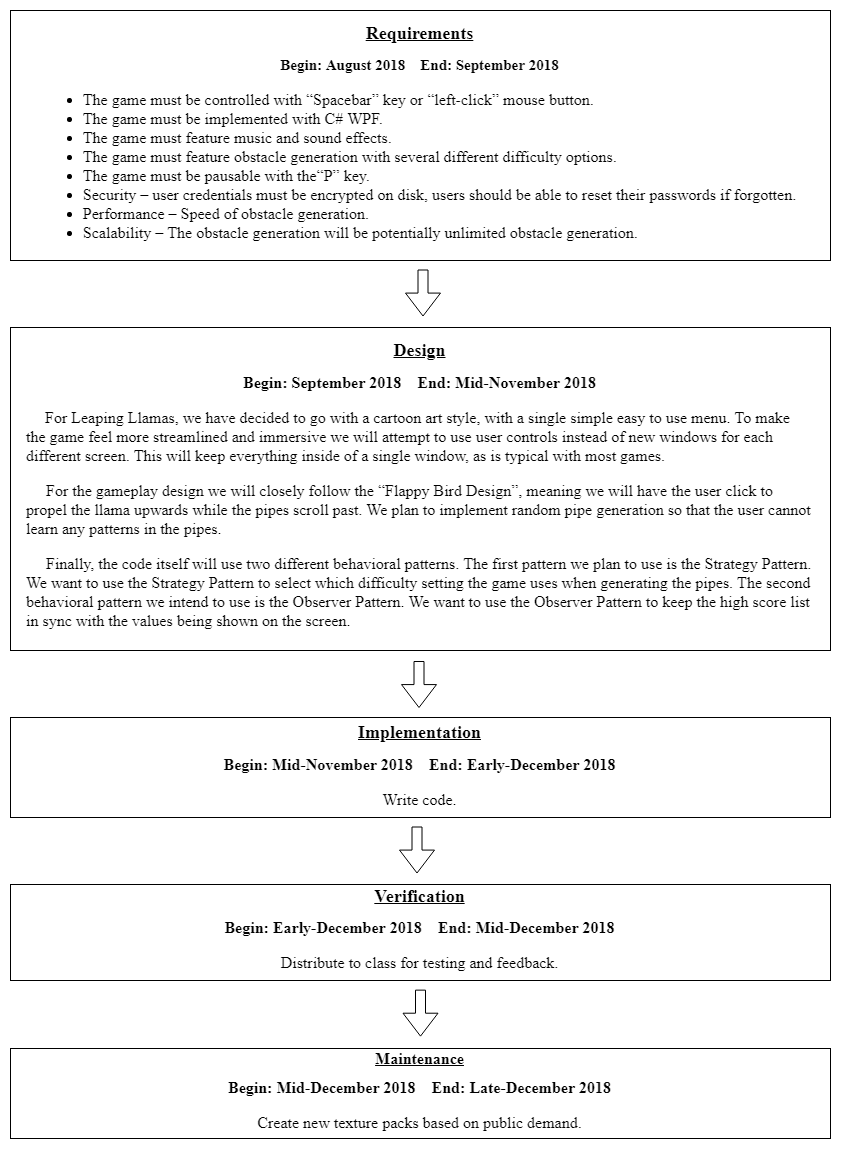 Requirements
Begin: August 2018    End: September 2018
• The game must be controlled with “Spacebar” key or “left-click” mouse button.
• The game must be implemented with C# WPF.
• The game must feature music and sound effects.
• The game must feature obstacle generation with several different difficulty options.
• The game must be pausable with the“P” key.
• Security – user credentials must be encrypted on disk, users should be able to reset their passwords if forgotten.
• Performance – Speed of obstacle generation.
• Scalability – The obstacle generation will be potentially unlimited obstacle generation.
Design
Begin: September 2018    End: Mid-November 2018
For Leaping Llamas, we have decided to go with a cartoon art style, with a single simple easy to use menu. To make
the game feel more streamlined and immersive we will attempt to use user controls instead of new windows for each
different screen. This will keep everything inside of a single window, as is typical with most games.
For the gameplay design we will closely follow the “Flappy Bird Design”, meaning we will have the user click to
propel the llama upwards while the pipes scroll past. We plan to implement random pipe generation so that the user cannot
learn any patterns in the pipes.
Finally, the code itself will use two different behavioral patterns. The first pattern we plan to use is the Strategy Pattern.
We want to use the Strategy Pattern to select which difficulty setting the game uses when generating the pipes. The second
behavioral pattern we intend to use is the Observer Pattern. We want to use the Observer Pattern to keep the high score list
in sync with the values being shown on the screen.
Implementation
Begin: Mid-November 2018    End: Early-December 2018
Write code.
Verification
Begin: Early-December 2018    End: Mid-December 2018
Distribute to class for testing and feedback.
Maintenance
Begin: Mid-December 2018    End: Late-December 2018
Create new texture packs based on public demand.